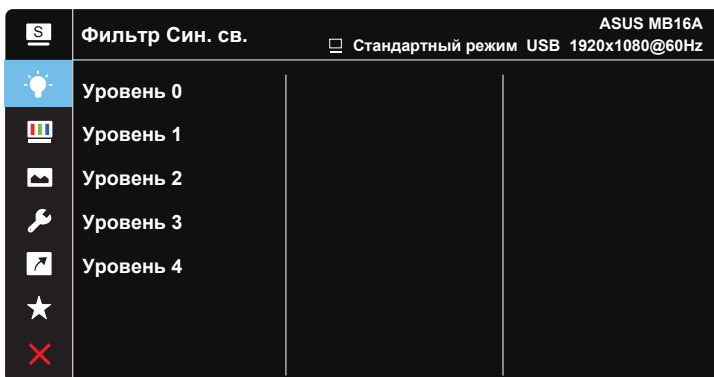 S
Фильтр Син. св.
ASUS MB16A
Стандартный режим USB 1920x1080@60Hz
Уровень 0
Уровень 1
Уровень 2
Уровень 3
Уровень 4